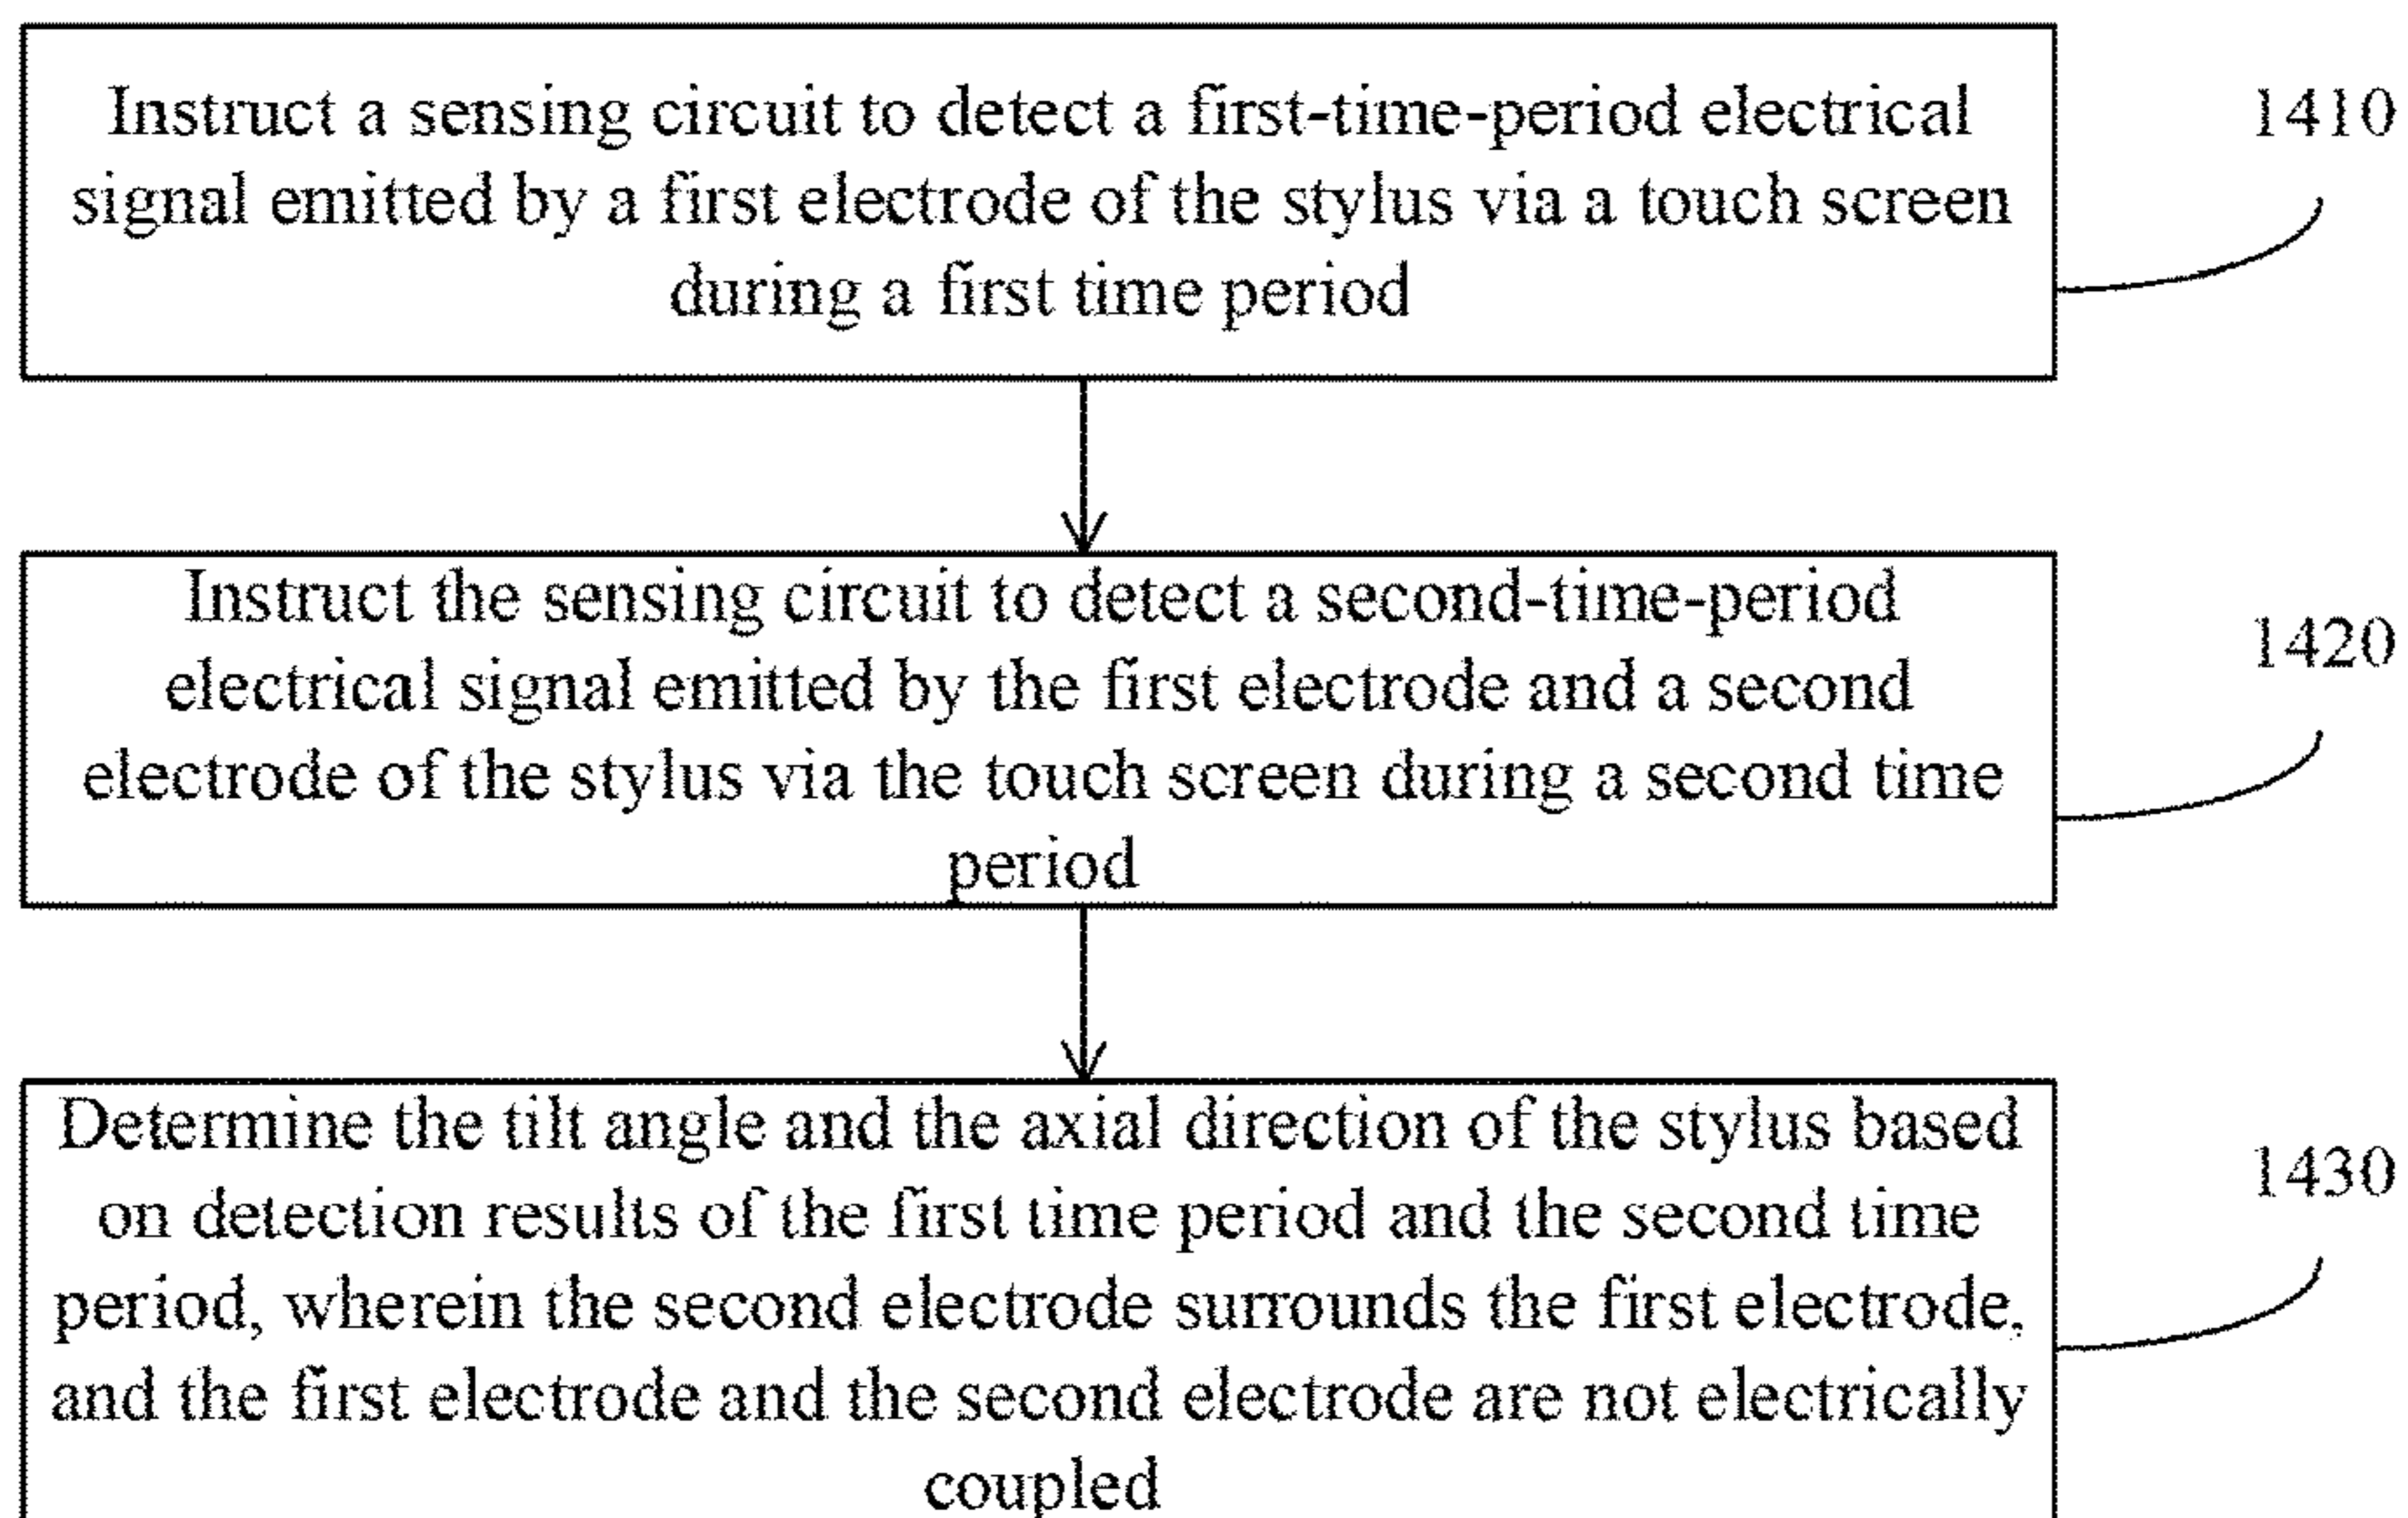 Instruct a sensing circuit to detect a first-time-period electrical
signal emitted by a first electrode of the stylus via a touch screen
during a first time period
1410
Instruct the sensing circuit to detect a second-time-period
electrical signal emitted by the first electrode and a second
electrode of the stylus via the touch screen during a second time
period
1420
Determine the tilt angle and the axial direction of the stylus based
on detection results of the first time period and the second time
period, wherein the second electrode surrounds the first electrode,
and the first electrode and the second electrode are not electrically
coupled
1430